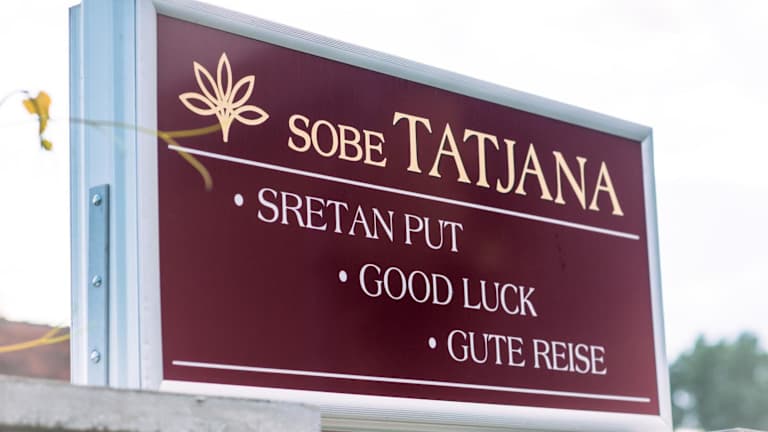 SOBE TATJANA
• SRETAN PUT
• GOOD LUCK
• GUTE REISE